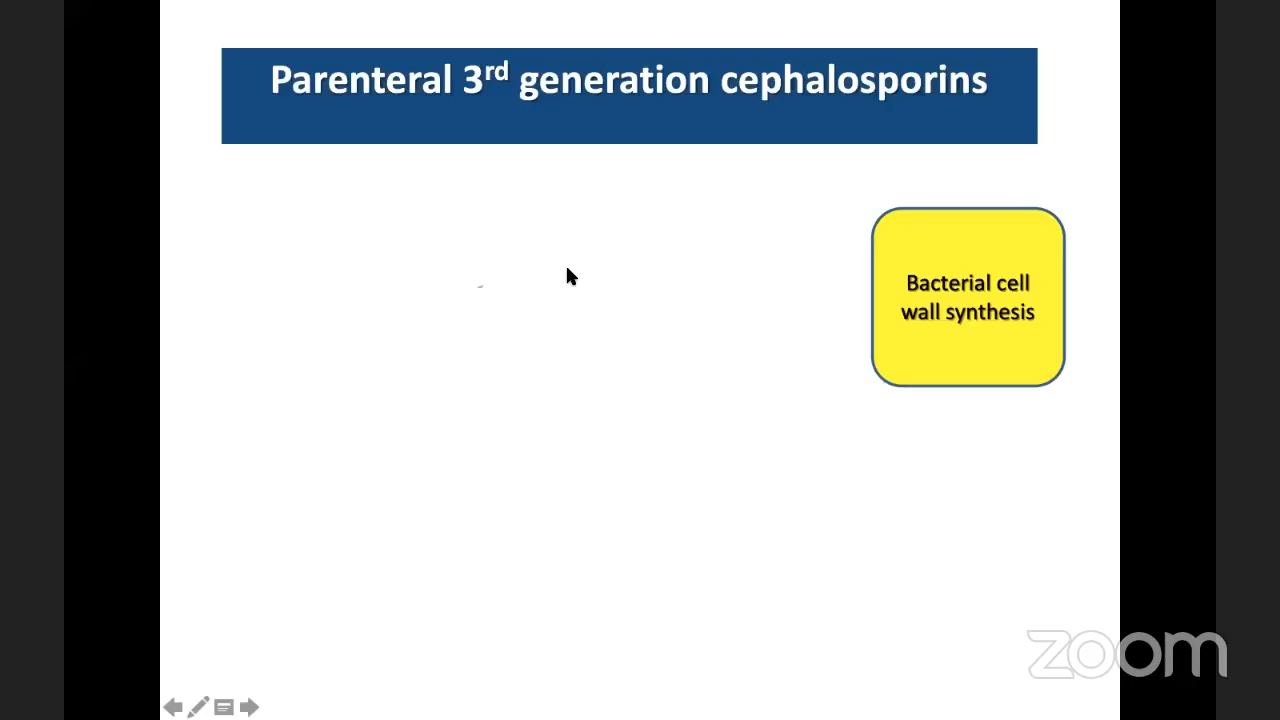 Parenteral 3rd generation cephalosporins
Bacterial cell
wall synthesis
zoom